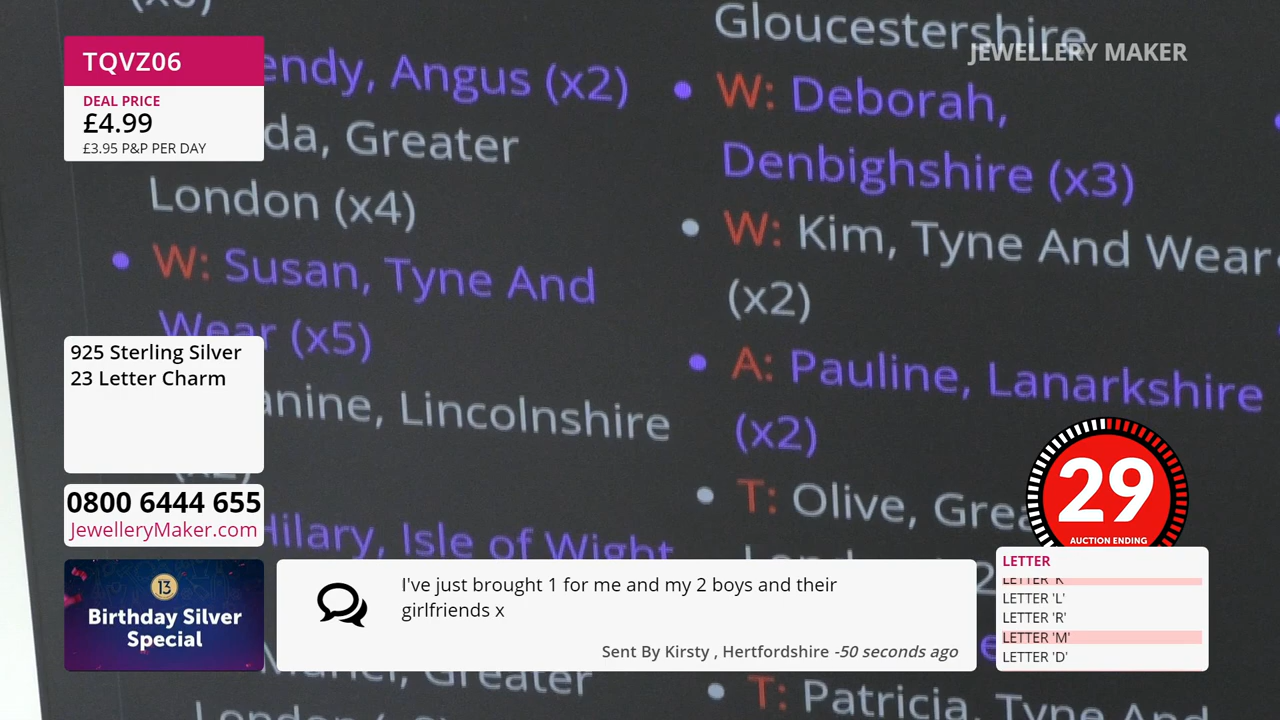 Gloucestershire
JEWELLERY MAKER
TQVZ06
DEAL PRICE
£4.99
£3.95 P&P PER DAY
endy, Angus (x2)
da, Greater
London (x4)
W: Susan, Tyne And
Wear (x5)
anine, Lincolnshire
Hilary, Isle of Wight
Greater
W: Deborah,
Denbighshire (x3)
W: Kim, Tyne And Wear
(x2)
A: Pauline, Lanarkshire
(x2)
T: Olive,
T: Patricia, Tyne And
925 Sterling Silver
23 Letter Charm
0800 6444 655
JewelleryMaker.com
13
Birthday Silver
Special
I've just brought 1 for me and my 2 boys and their
girlfriends x
Sent By Kirsty , Hertfordshire -50 seconds ago
29
AUCTION ENDING
LETTER
LETTER 'K'
LETTER 'L'
LETTER 'R'
LETTER 'M'
LETTER 'D'